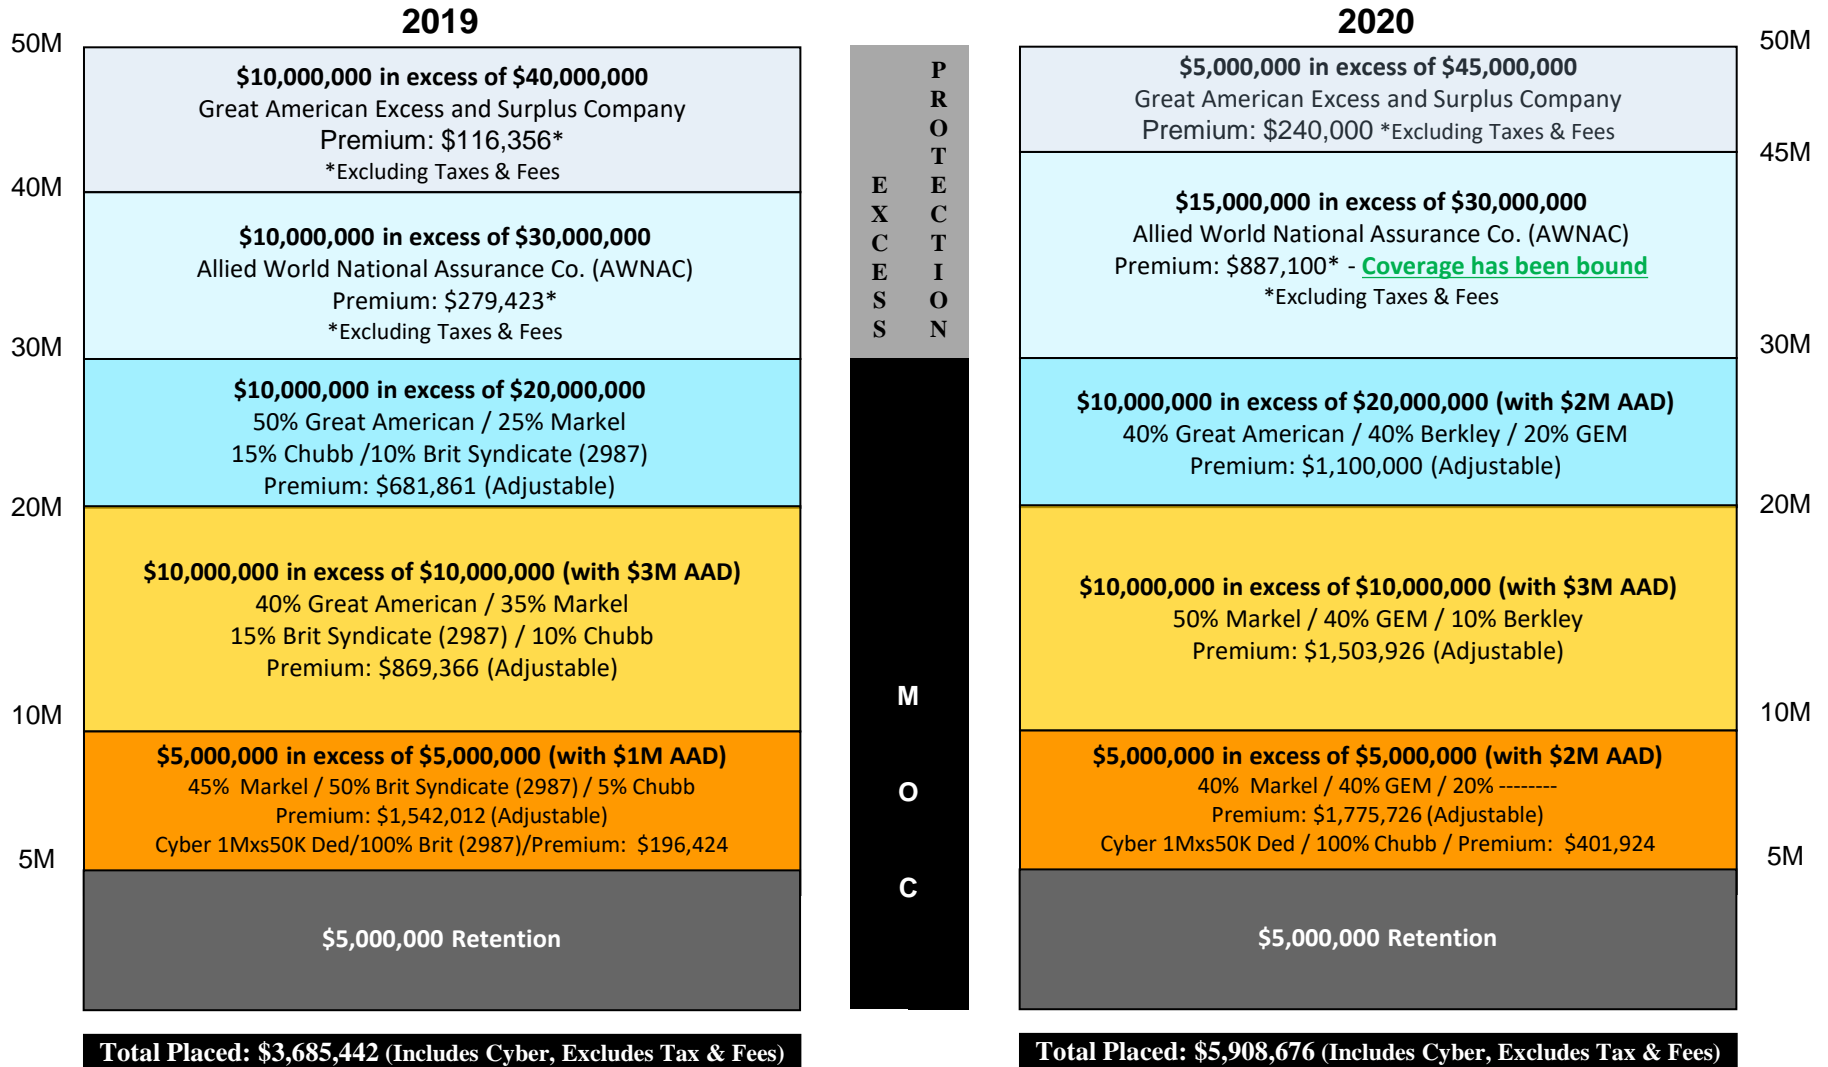 2019
50M
$10,000,000 in excess of $40,000,000
Great American Excess and Surplus Company
Premium: $116,356*
*Excluding Taxes & Fees
40M
$10,000,000 in excess of $30,000,000
Allied World National Assurance Co. (AWNAC)
Premium: $279,423*
*Excluding Taxes & Fees
30M
$10,000,000 in excess of $20,000,000
50% Great American / 25% Markel
15% Chubb /10% Brit Syndicate (2987)
Premium: $681,861 (Adjustable)
20M
$10,000,000 in excess of $10,000,000 (with $3M AAD)
40% Great American / 35% Markel
15% Brit Syndicate (2987) / 10% Chubb
Premium: $869,366 (Adjustable)
10M
$5,000,000 in excess of $5,000,000 (with $1M AAD)
45% Markel / 50% Brit Syndicate (2987) / 5% Chubb
Premium: $1,542,012 (Adjustable)
Cyber 1Mxs50K Ded/100% Brit (2987)/Premium: $196,424
5M
$5,000,000 Retention
Total Placed: $3,685,442 (Includes Cyber, Excludes Tax & Fees)
EXCESS
PROTECTION
M
O
C
2020
50M
$5,000,000 in excess of $45,000,000
Great American Excess and Surplus Company
Premium: $240,000 *Excluding Taxes & Fees
45M
$15,000,000 in excess of $30,000,000
Allied World National Assurance Co. (AWNAC)
Premium: $887,100* - Coverage has been bound
*Excluding Taxes & Fees
30M
$10,000,000 in excess of $20,000,000 (with $2M AAD)
40% Great American / 40% Berkley / 20% GEM
Premium: $1,100,000 (Adjustable)
20M
$10,000,000 in excess of $10,000,000 (with $3M AAD)
50% Markel / 40% GEM / 10% Berkley
Premium: $1,503,926 (Adjustable)
10M
$5,000,000 in excess of $5,000,000 (with $2M AAD)
40% Markel / 40% GEM / 20% --------
Premium: $1,775,726 (Adjustable)
Cyber 1Mxs50K Ded / 100% Chubb / Premium: $401,924
5M
$5,000,000 Retention
Total Placed: $5,908,676 (Includes Cyber, Excludes Tax & Fees)